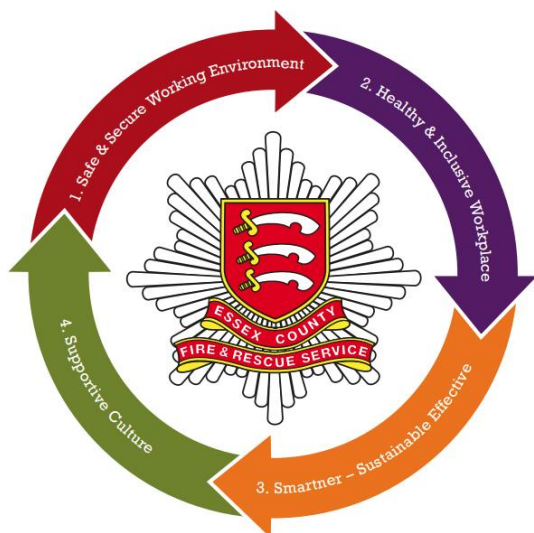 1. Safe & Secure Working Environment
2. Healthy & Inclusive Workplace
3. Smartner – Sustainable Effective
4. Supportive Culture
ESSEX COUNTY
FIRE & RESCUE SERVICE